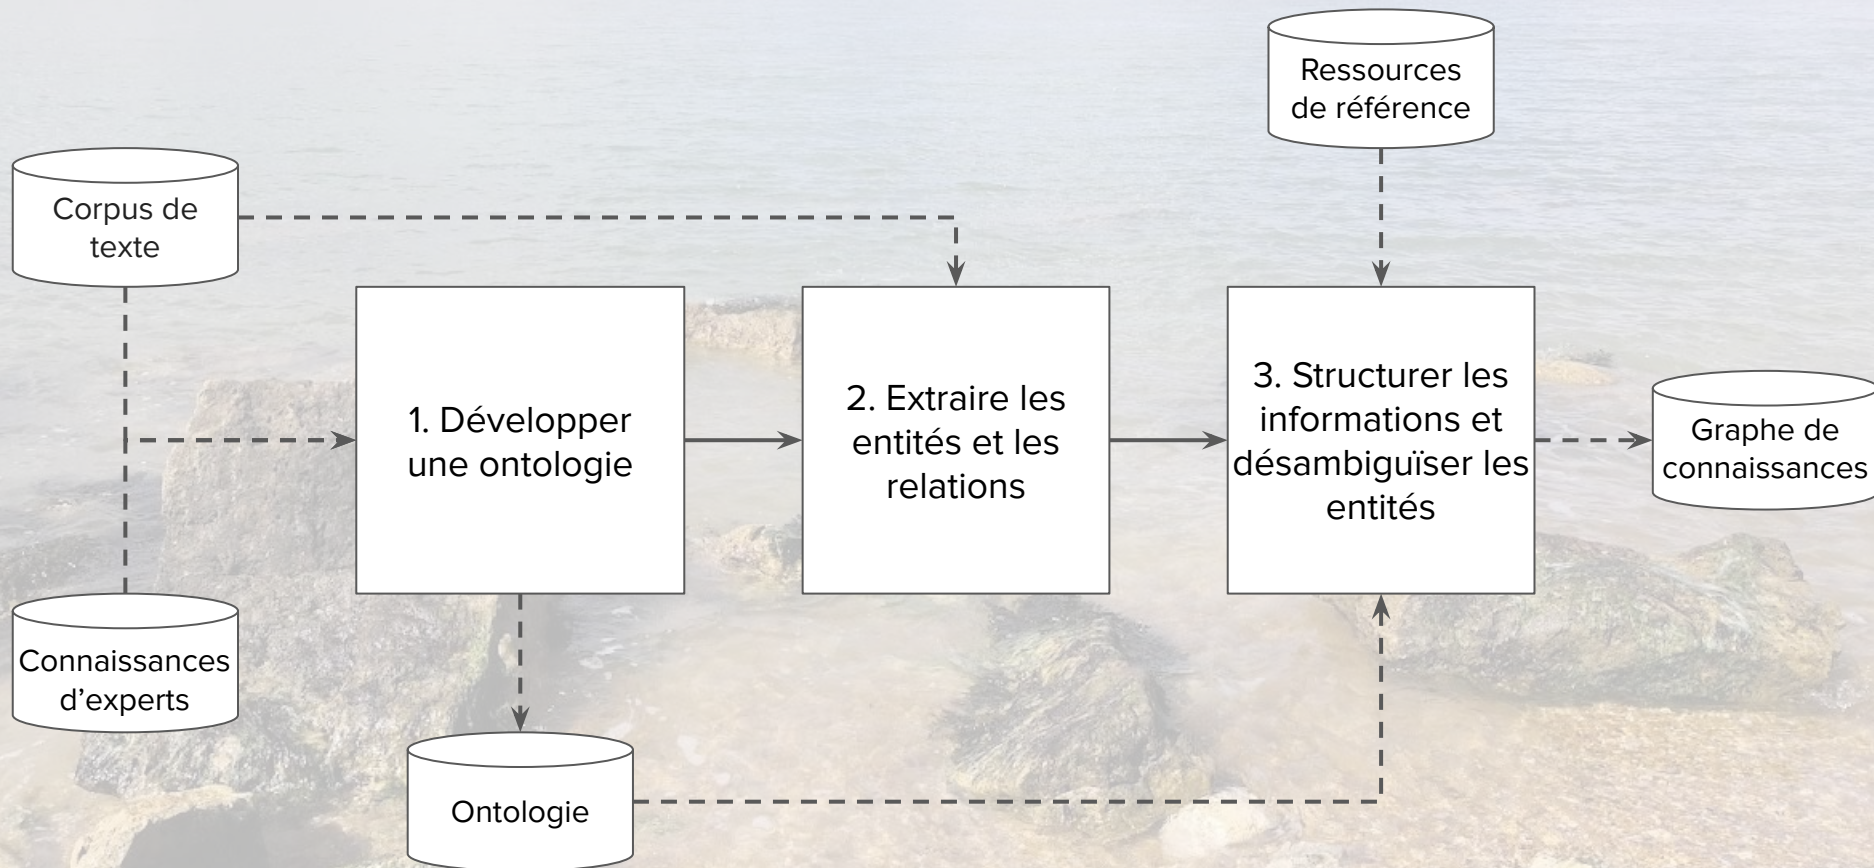 Ressources
de référence
Corpus de
texte
1. Développer
une ontologie
2. Extraire les
entités et les
relations
3. Structurer les
informations et
désambiguïser les
entités
Graphe de
connaissances
Connaissances
d’experts
Ontologie